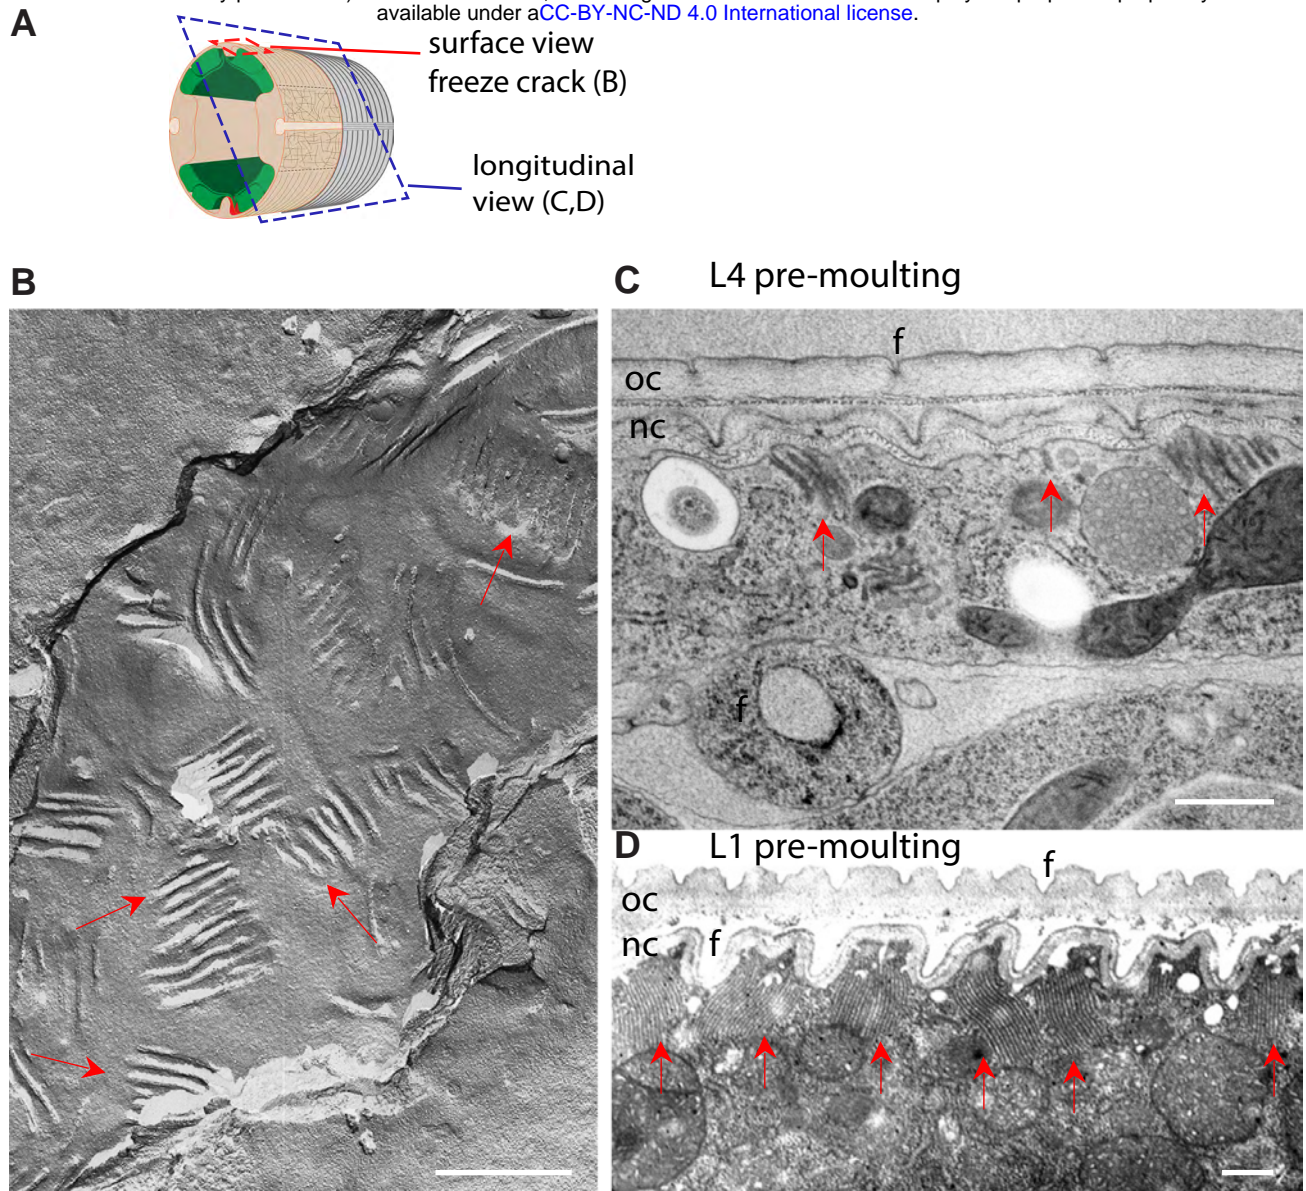 available under aCC-BY-NC-ND 4.0 International license.
A
surface view
freeze crack (B)
longitudinal
view (C,D)
B
C L4 pre-moulting
f
oc
nc
f
D L1 pre-moulting
f
oc
nc f